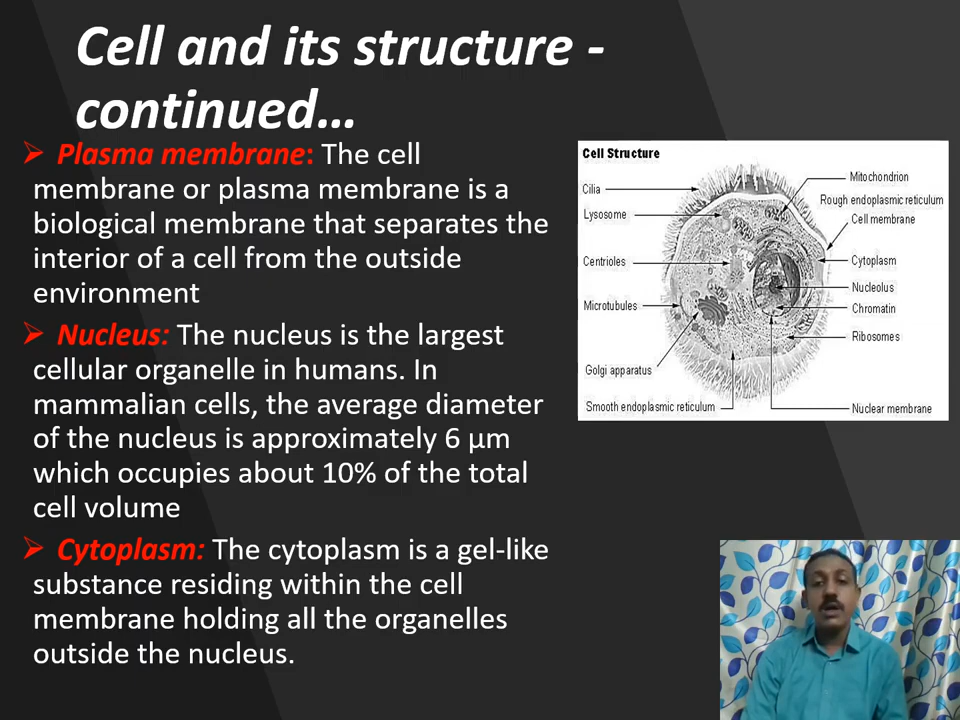 Cell and its structure -
continued...
Plasma membrane: The cell
membrane or plasma membrane is a
biological membrane that separates the
interior of a cell from the outside
environment
Nucleus: The nucleus is the largest
cellular organelle in humans. In
mammalian cells, the average diameter
of the nucleus is approximately 6 μm
which occupies about 10% of the total
cell volume
Cytoplasm: The cytoplasm is a gel-like
substance residing within the cell
membrane holding all the organelles
outside the nucleus.
Cell Structure
Cilia
Lysosome
Centrioles
Microtubules
Golgi apparatus
Smooth endoplasmic reticulum
Mitochondrion
Rough endoplasmic reticulum
Cell membrane
Cytoplasm
Nucleolus
Chromatin
Ribosomes
Nuclear membrane